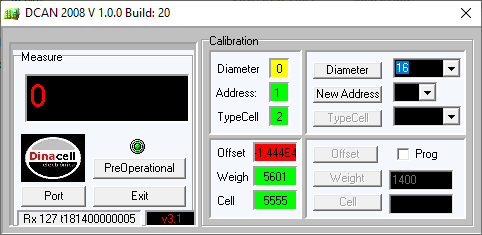 DCAN 2008 V 1.0.0 Build: 20
Measure
0
Dinacell
electrónica
PreOperational
Port
Exit
Rx 127 t181400000005
v3.1
Calibration
Diameter 0
Address: 1
TypeCell 2
Diameter 16
New Address
TypeCell
Offset -1.444E4
Weigh 5601
Cell 5555
Offset Prog
Weight 1400
Cell